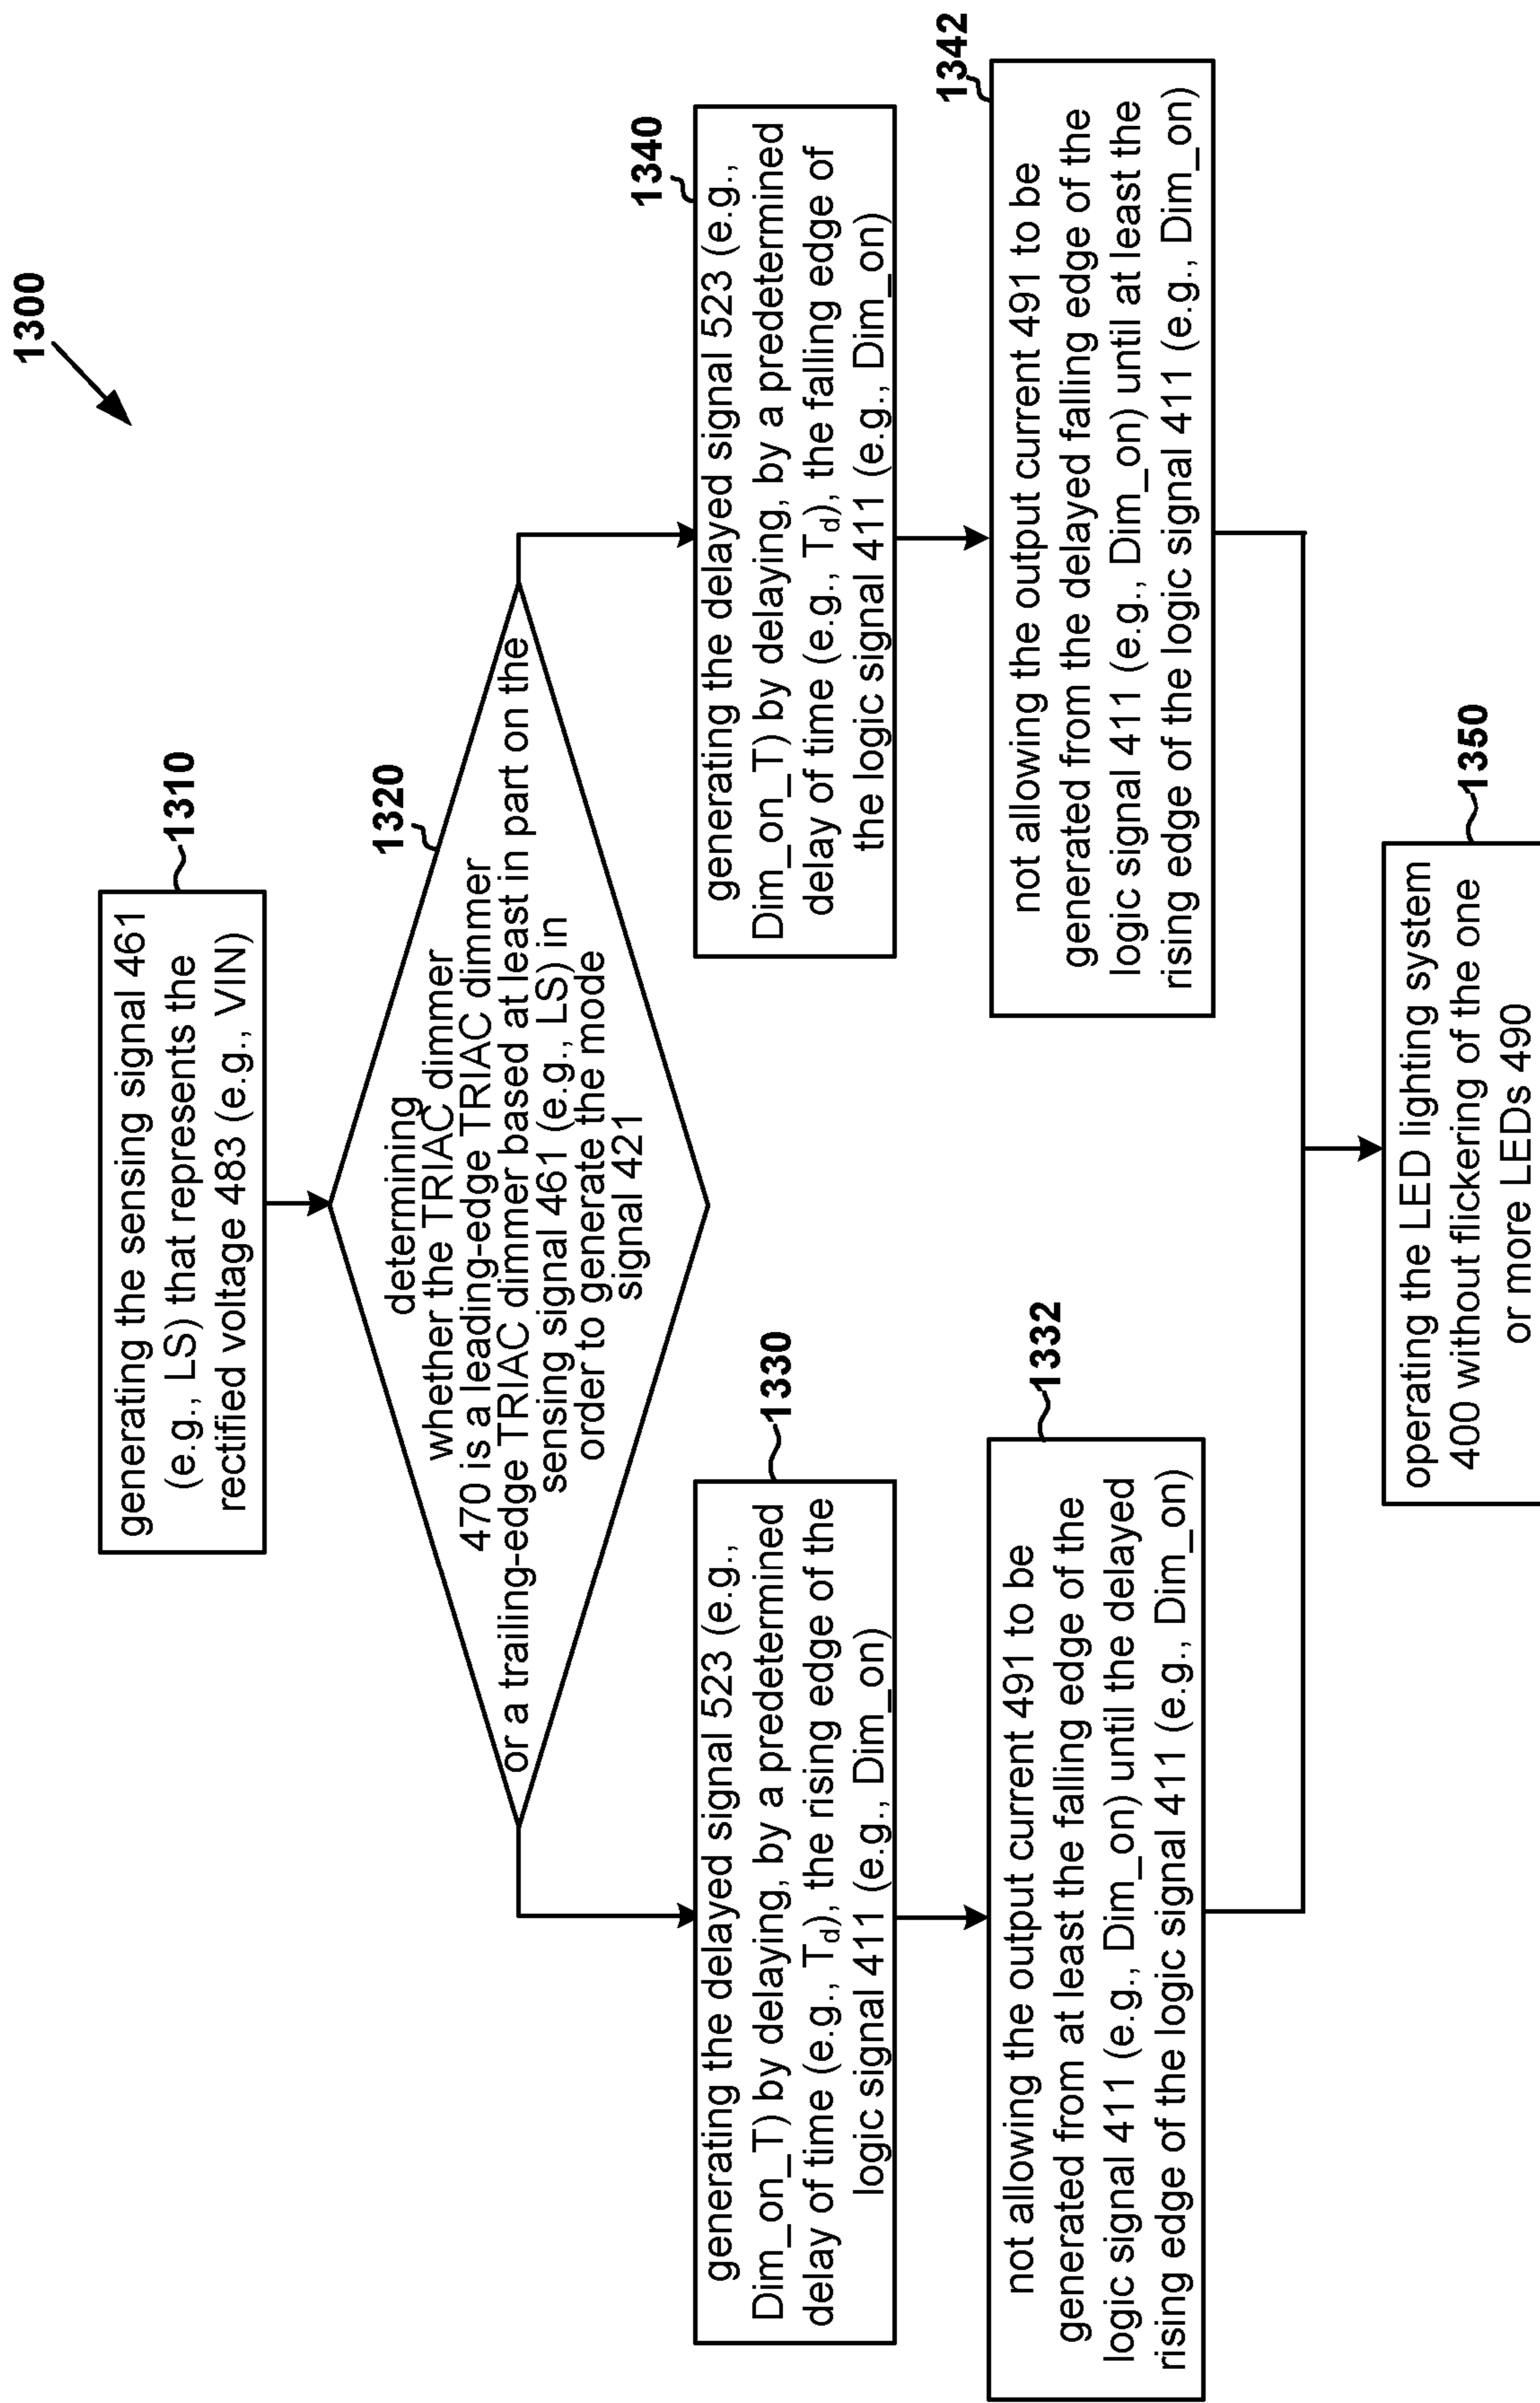 1300
1310
generating the sensing signal 461
(e.g., LS) that represents the
rectified voltage 483 (e.g., VIN)
1320
determining
whether the TRIAC dimmer
470 is a leading-edge TRIAC dimmer
or a trailing-edge TRIAC dimmer based at least in part on the
sensing signal 461 (e.g., LS) in
order to generate the mode
signal 421
1330
generating the delayed signal 523 (e.g.,
Dim_on_T) by delaying, by a predetermined
delay of time (e.g., Td), the rising edge of the
logic signal 411 (e.g., Dim_on)
1332
not allowing the output current 491 to be
generated from at least the falling edge of the
logic signal 411 (e.g., Dim_on) until the delayed
rising edge of the logic signal 411 (e.g., Dim_on)
1340
generating the delayed signal 523 (e.g.,
Dim_on_T) by delaying, by a predetermined
delay of time (e.g., Td), the falling edge of
the logic signal 411 (e.g., Dim_on)
1342
not allowing the output current 491 to be
generated from the delayed falling edge of the
logic signal 411 (e.g., Dim_on) until at least the
rising edge of the logic signal 411 (e.g., Dim_on)
1350
operating the LED lighting system
400 without flickering of the one
or more LEDs 490